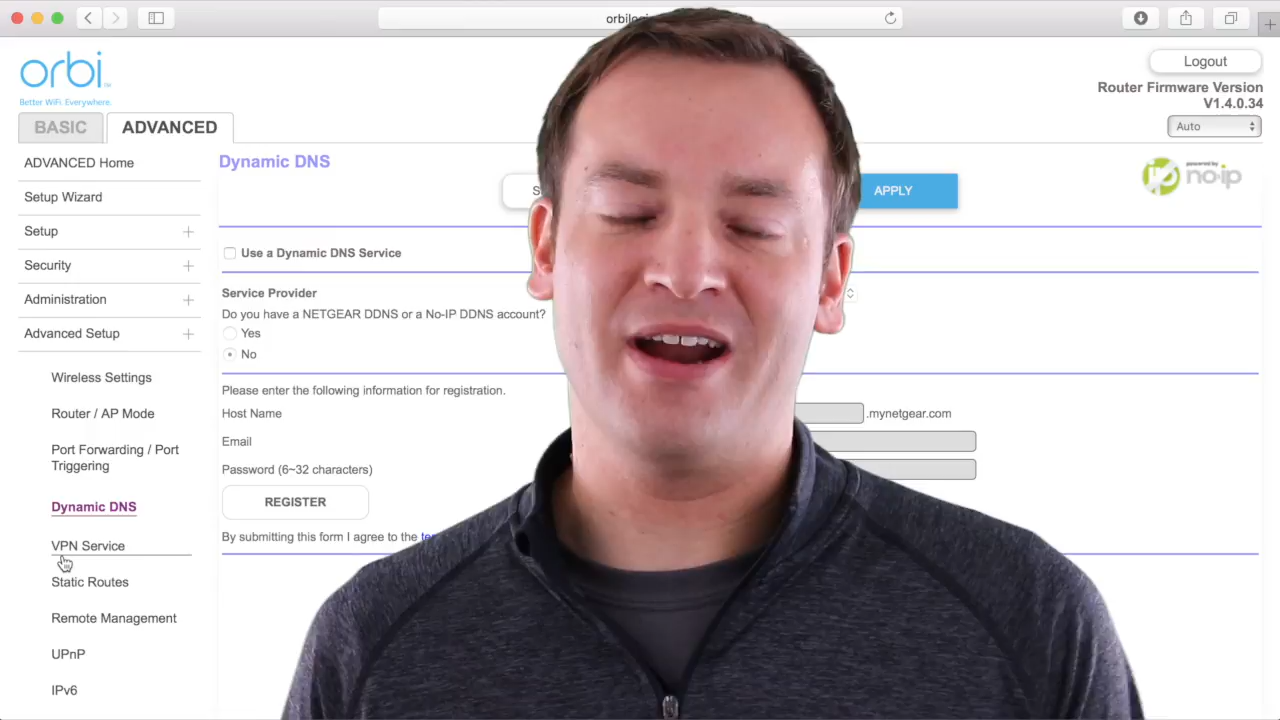 orbilo
orbi
Better WiFi. Everywhere.
Logout
Router Firmware Version
V1.4.0.34
Auto
BASIC
ADVANCED
ADVANCED Home
Setup Wizard
Setup
Security
Administration
Advanced Setup
Wireless Settings
Router / AP Mode
Port Forwarding / Port
Triggering
Dynamic DNS
VPN Service
Static Routes
Remote Management
UPnP
IPv6
Dynamic DNS
APPLY
powered by
no-ip
Use a Dynamic DNS Service
Service Provider
Do you have a NETGEAR DDNS or a No-IP DDNS account?
Yes
No
Please enter the following information for registration.
Host Name
.mynetgear.com
Email
Password (6~32 characters)
REGISTER
By submitting this form I agree to the